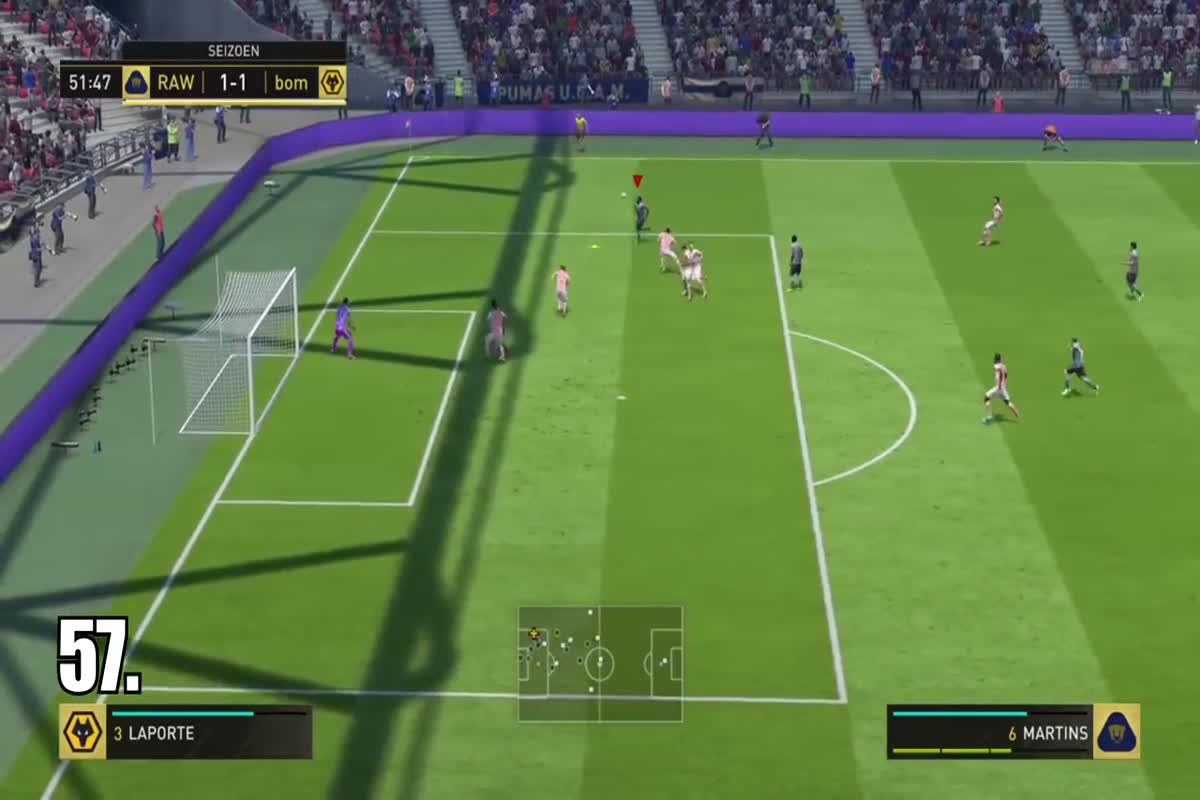 SEIZOEN
51:47 RAW 1-1 bom
PUMAS U.N.A.M.
57.
3 LAPORTE
6 MARTINS